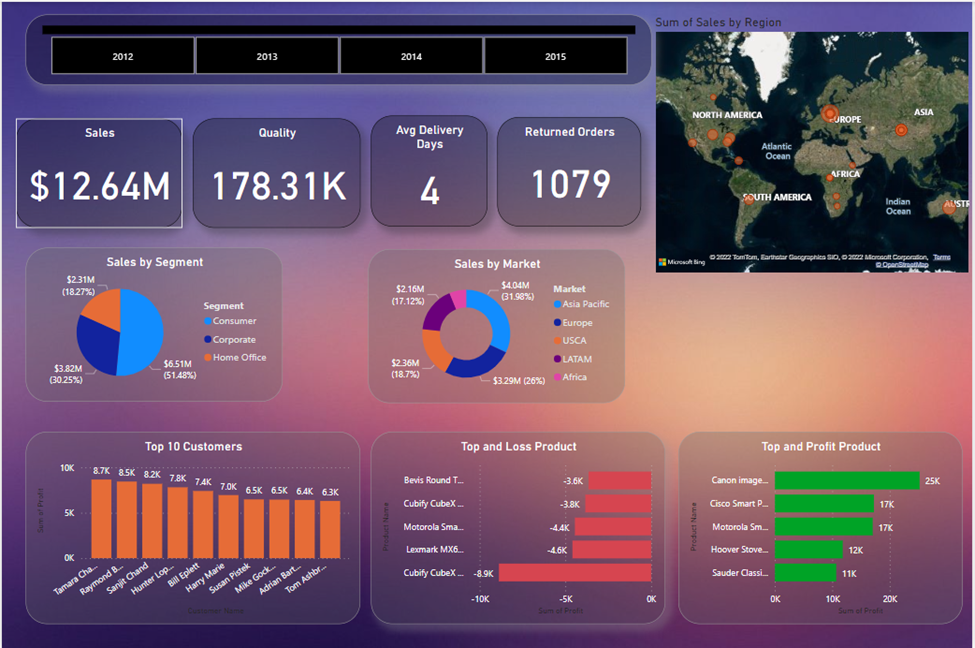 2012
2013
2014
2015
Sum of Sales by Region
NORTH AMERICA
EUROPE
ASIA
Atlantic
Ocean
AFRICA
SOUTH AMERICA
Indian
Ocean
AUSTR
Microsoft Bing
© 2022 TomTom, Earthstar Geographics SIO, © 2022 Microsoft Corporation, Terms
© OpenStreetMap
Sales
$12.64M
Quality
178.31K
Avg Delivery
Days
4
Returned Orders
1079
Sales by Segment
$2.31M
(18.27%)
$3.82M
(30.25%)
$6.51M
(51.48%)
Segment
Consumer
Corporate
Home Office
Sales by Market
$2.16M
(17.12%)
$4.04M
(31.98%)
$2.36M
(18.7%)
$3.29M (26%)
Market
Asia Pacific
Europe
USCA
LATAM
Africa
Top 10 Customers
Sum of Profit
10K
5K
0K
8.7K
8.5K
8.2K
7.8K
7.4K
7.0K
6.5K
6.5K
6.4K
6.3K
Tamara Cha...
Raymond B...
Sanjit Chand
Hunter Lop...
Bill Eplett
Harry Marie
Susan Pistek
Mike Gock...
Adrian Bart...
Tom Ashbr...
Customer Name
Top and Loss Product
Product Name
Bevis Round T...
-3.6K
Cubify CubeX ...
-3.8K
Motorola Sma...
-4.4K
Lexmark MX6...
-4.6K
Cubify CubeX ...
-8.9K
-10K
-5K
0K
Sum of Profit
Top and Profit Product
Product Name
Canon image...
25K
Cisco Smart P...
17K
Motorola Sm...
17K
Hoover Stove...
12K
Sauder Classi...
11K
0K
10K
20K
Sum of Profit